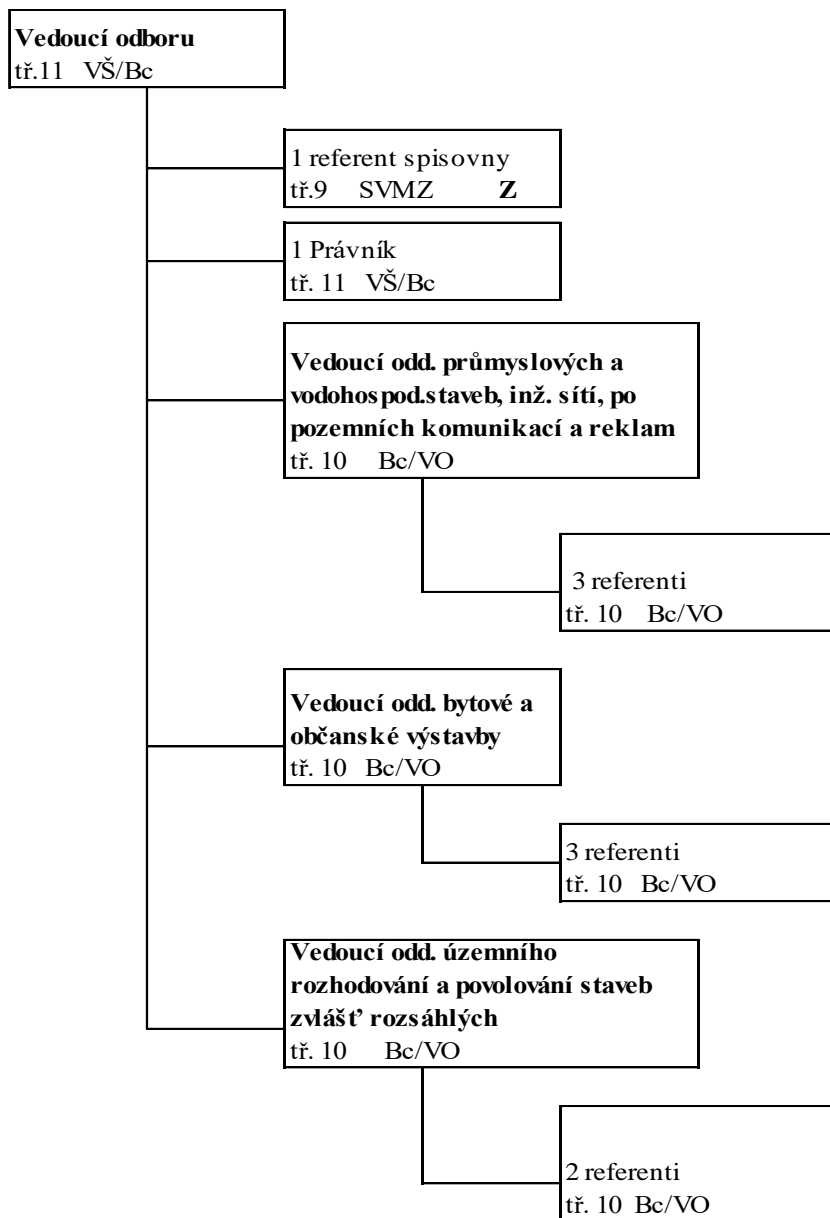 Vedoucí odboru
tř.11 VŠ/Bc
1 referent spisovny
tř.9 SVMZ Z
1 Právník
tř. 11 VŠ/Bc
Vedoucí odd. průmyslových a
vodohospod.staveb, inž. sítí, po
pozemních komunikací a reklam
tř. 10 Bc/VO
3 referenti
tř. 10 Bc/VO
Vedoucí odd. bytové a
občanské výstavby
tř. 10 Bc/VO
3 referenti
tř. 10 Bc/VO
Vedoucí odd. územního
rozhodování a povolování staveb
zvlášť rozsáhlých
tř. 10 Bc/VO
2 referenti
tř. 10 Bc/VO